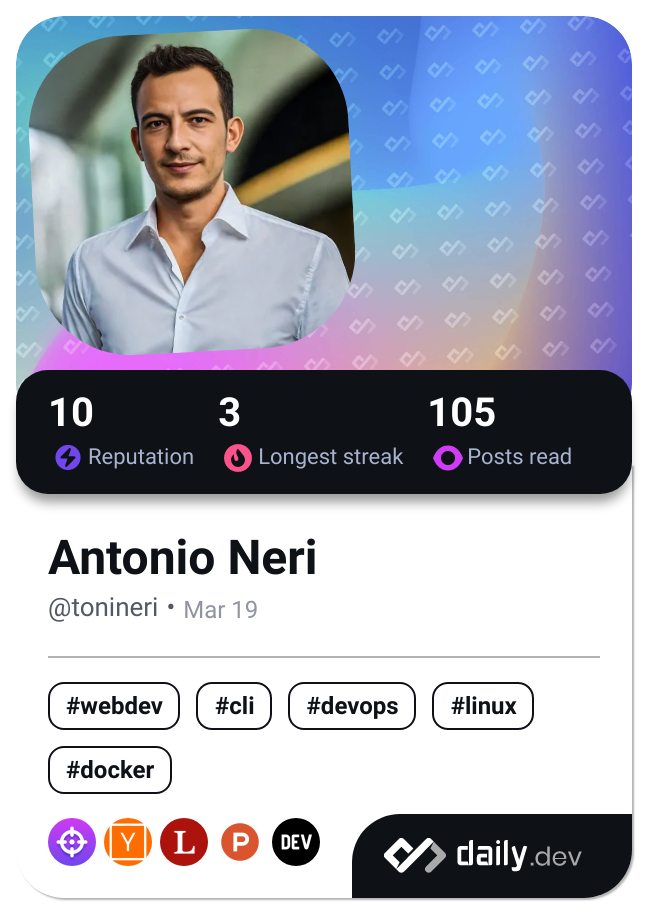 10 3 105
Reputation Longest streak Posts read
Antonio Neri
@tonineri • Mar 19
#webdev #cli #devops #linux
#docker
Y L P DEV
daily.dev